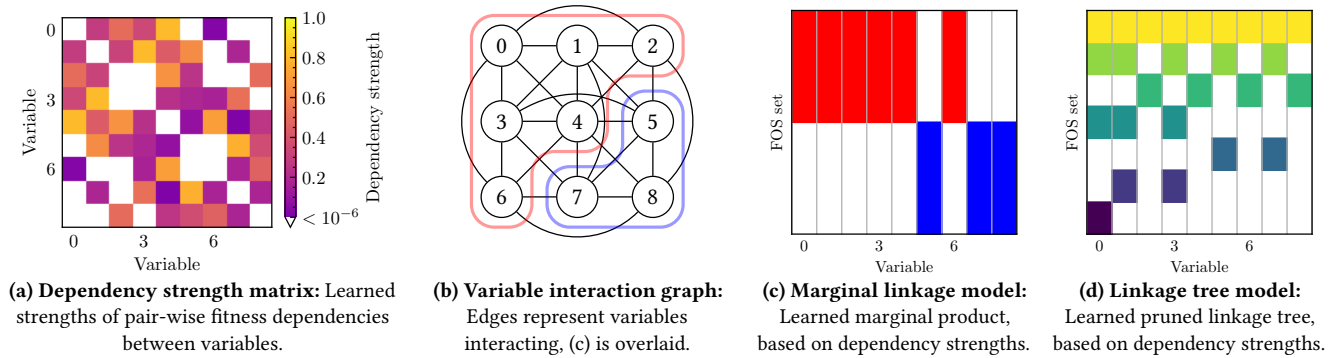 0
3
6
Variable
0
3
6
Variable
1.0
0.8
0.6
0.4
0.2
< 10⁻⁶
Dependency strength
0 1 2
3 4 5
6 7 8
FOS set
0
3
6
Variable
FOS set
0
3
6
Variable
(a) Dependency strength matrix: Learned
strengths of pair-wise fitness dependencies
between variables.
(b) Variable interaction graph:
Edges represent variables
interacting, (c) is overlaid.
(c) Marginal linkage model:
Learned marginal product,
based on dependency strengths.
(d) Linkage tree model:
Learned pruned linkage tree,
based on dependency strengths.